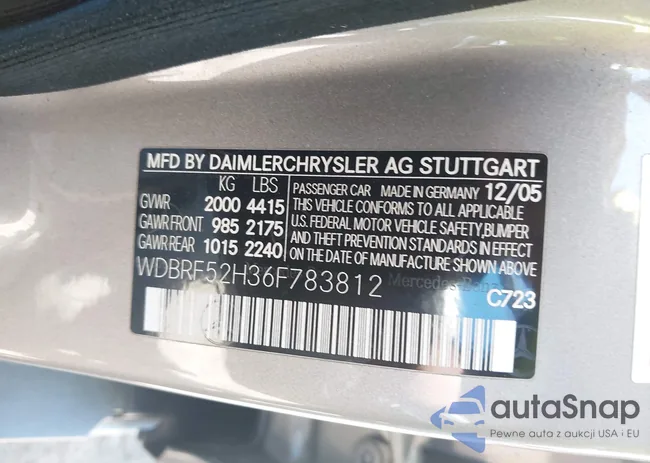 MFD BY DAIMLERCHRYSLER AG STUTTGART
KG LBS
GVWR 2000 4415
GAWR FRONT 985 2175
GAWR REAR 1015 2240
PASSENGER CAR MADE IN GERMANY 12/05
THIS VEHICLE CONFORMS TO ALL APPLICABLE
U.S. FEDERAL MOTOR VEHICLE SAFETY, BUMPER
AND THEFT PREVENTION STANDARDS IN EFFECT
ON THE DATE OF MANUFACTURE SHOWN ABOVE.
WDBRF52H36F783812
Mercedes-Benz
C723
autaSnap
Pewne auta z aukcji USA i EU